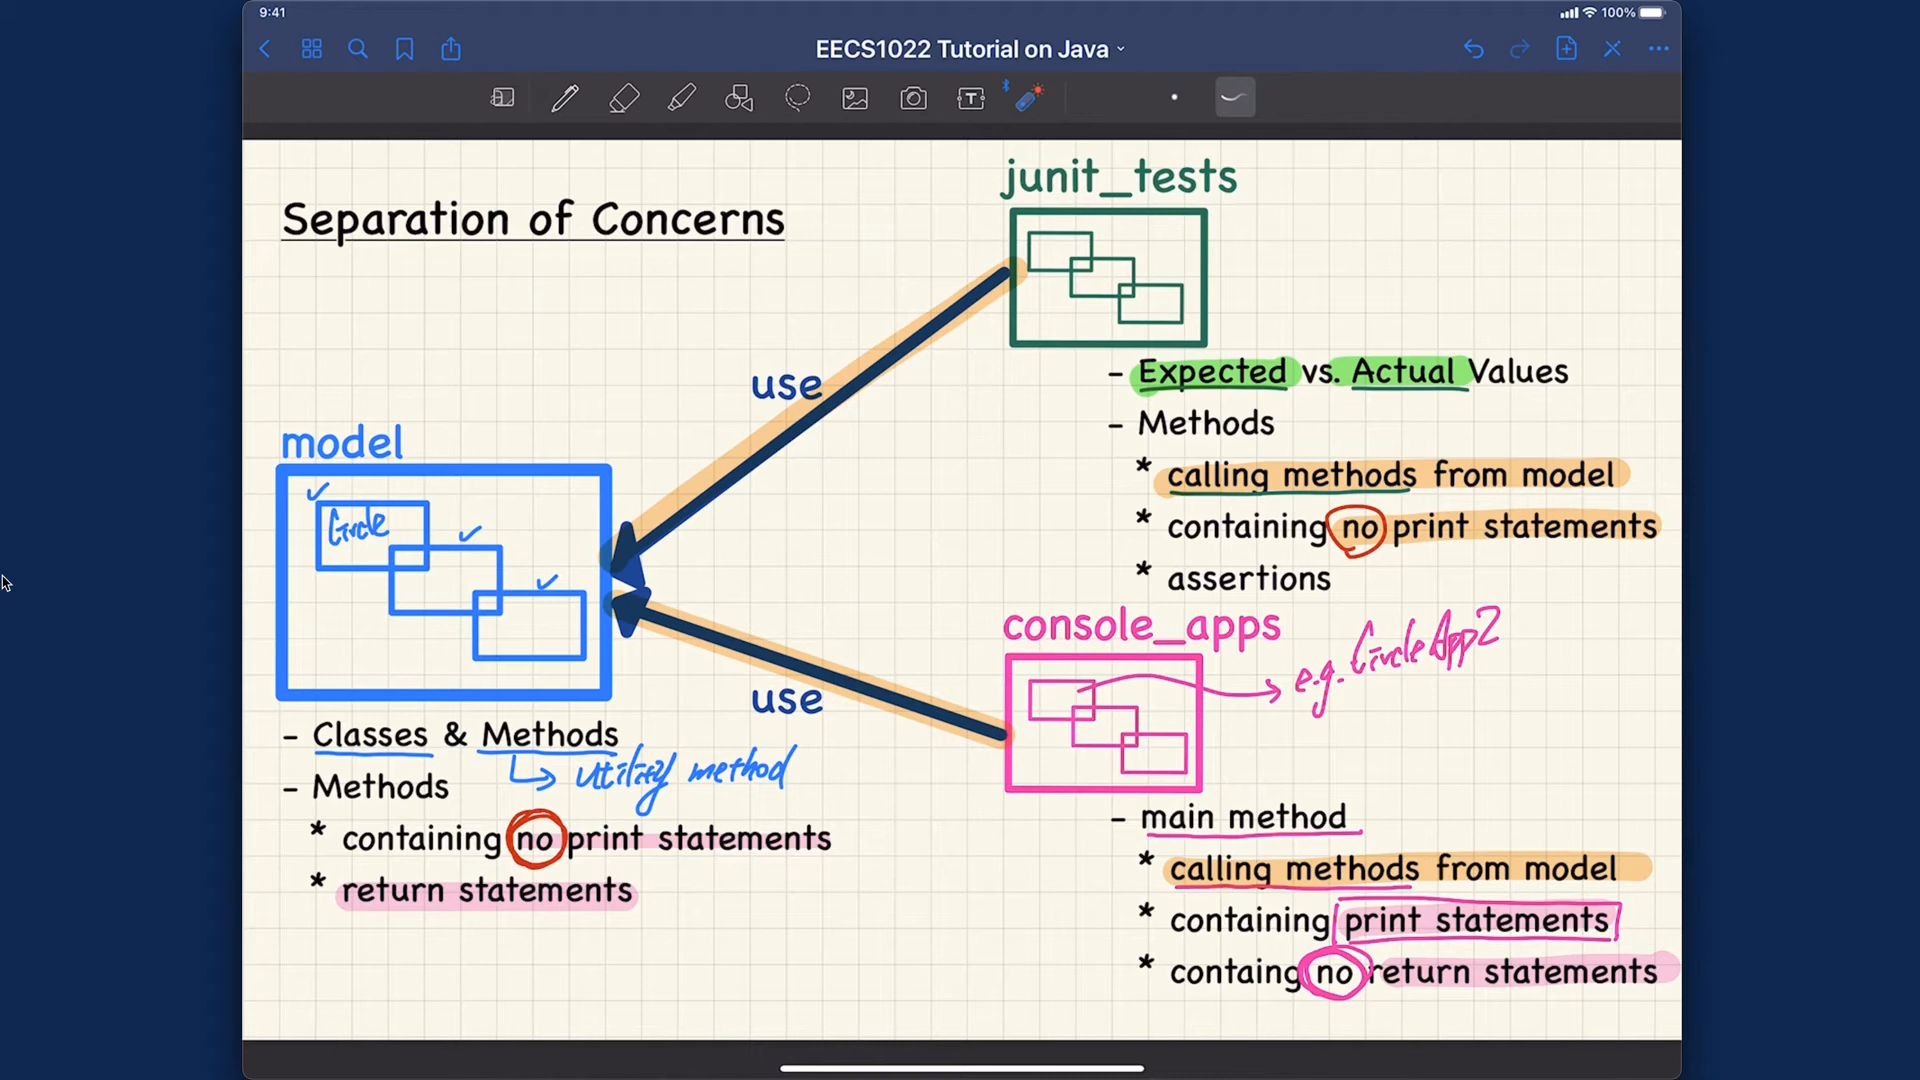 9:41
100%
EECS1022 Tutorial on Java
T
Separation of Concerns
junit_tests
- Expected vs. Actual Values
- Methods
* calling methods from model
* containing no print statements
* assertions
use
model
Circle
use
- Classes & Methods
utility method
- Methods
* containing no print statements
* return statements
console_apps
e.g. CircleApp2
- main method
* calling methods from model
* containing print statements
* containg no return statements